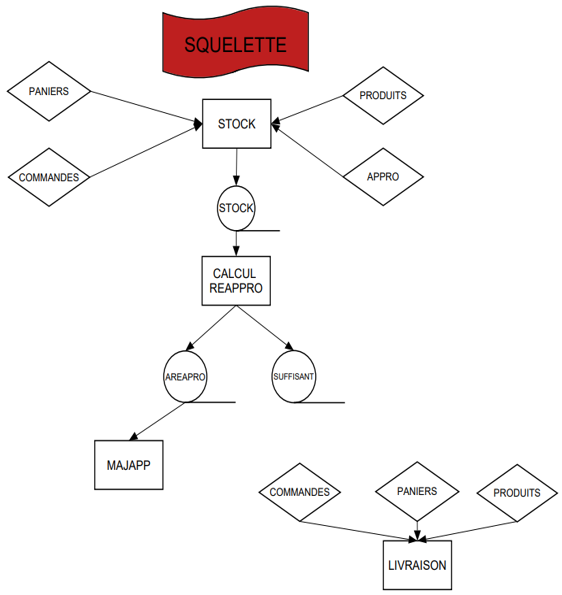 SQUELETTE
PANIERS
PRODUITS
STOCK
COMMANDES
APPRO
STOCK
CALCUL
REAPPRO
AREAPRO
SUFFISANT
MAJAPP
COMMANDES
PANIERS
PRODUITS
LIVRAISON